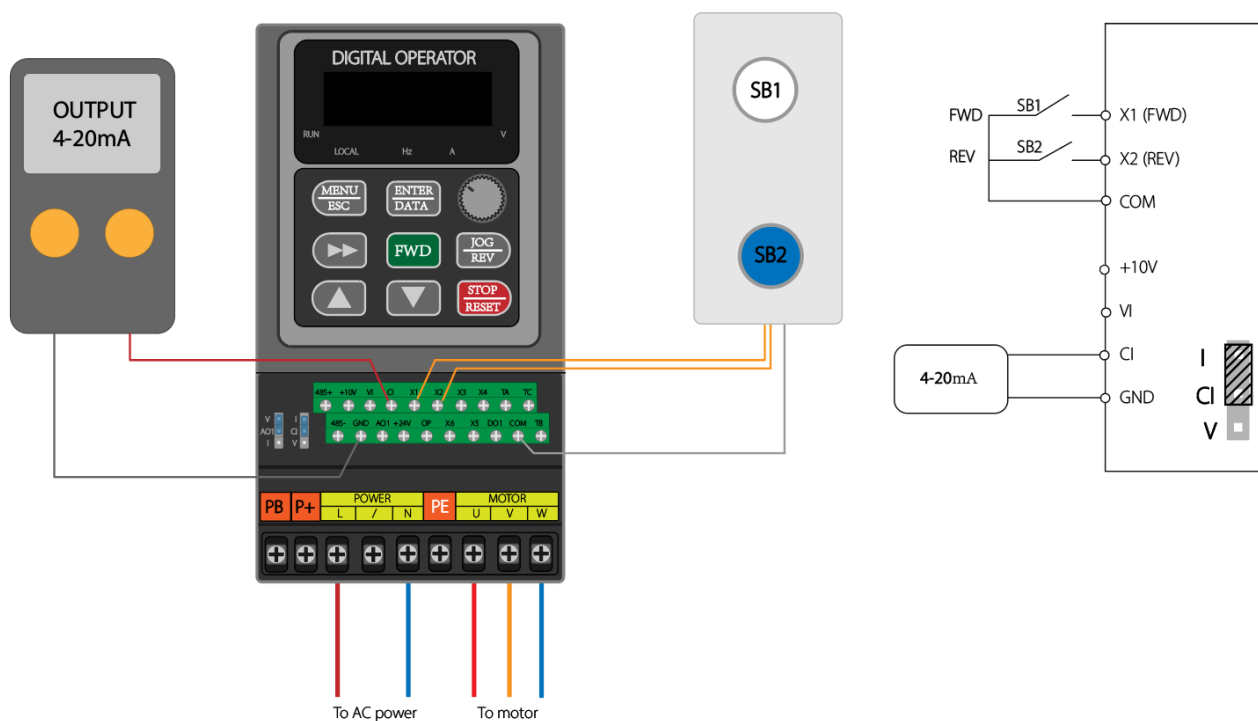 OUTPUT
4-20mA
DIGITAL OPERATOR
RUN
V
LOCAL
Hz
A
MENU
ESC
ENTER
DATA
FWD
JOG
REV
STOP
RESET
SB1
SB2
485+ +10V VI CI X1 X2 X3 X4 TA TC
485- GND AO1 +24V OP X6 X5 DO1 COM TB
V
AO1
I
I
CI
V
PB P+ POWER PE MOTOR
L / N U V W
To AC power
To motor
FWD SB1 X1 (FWD)
REV SB2 X2 (REV)
COM
+10V
VI
CI
4-20mA
GND
I
CI
V